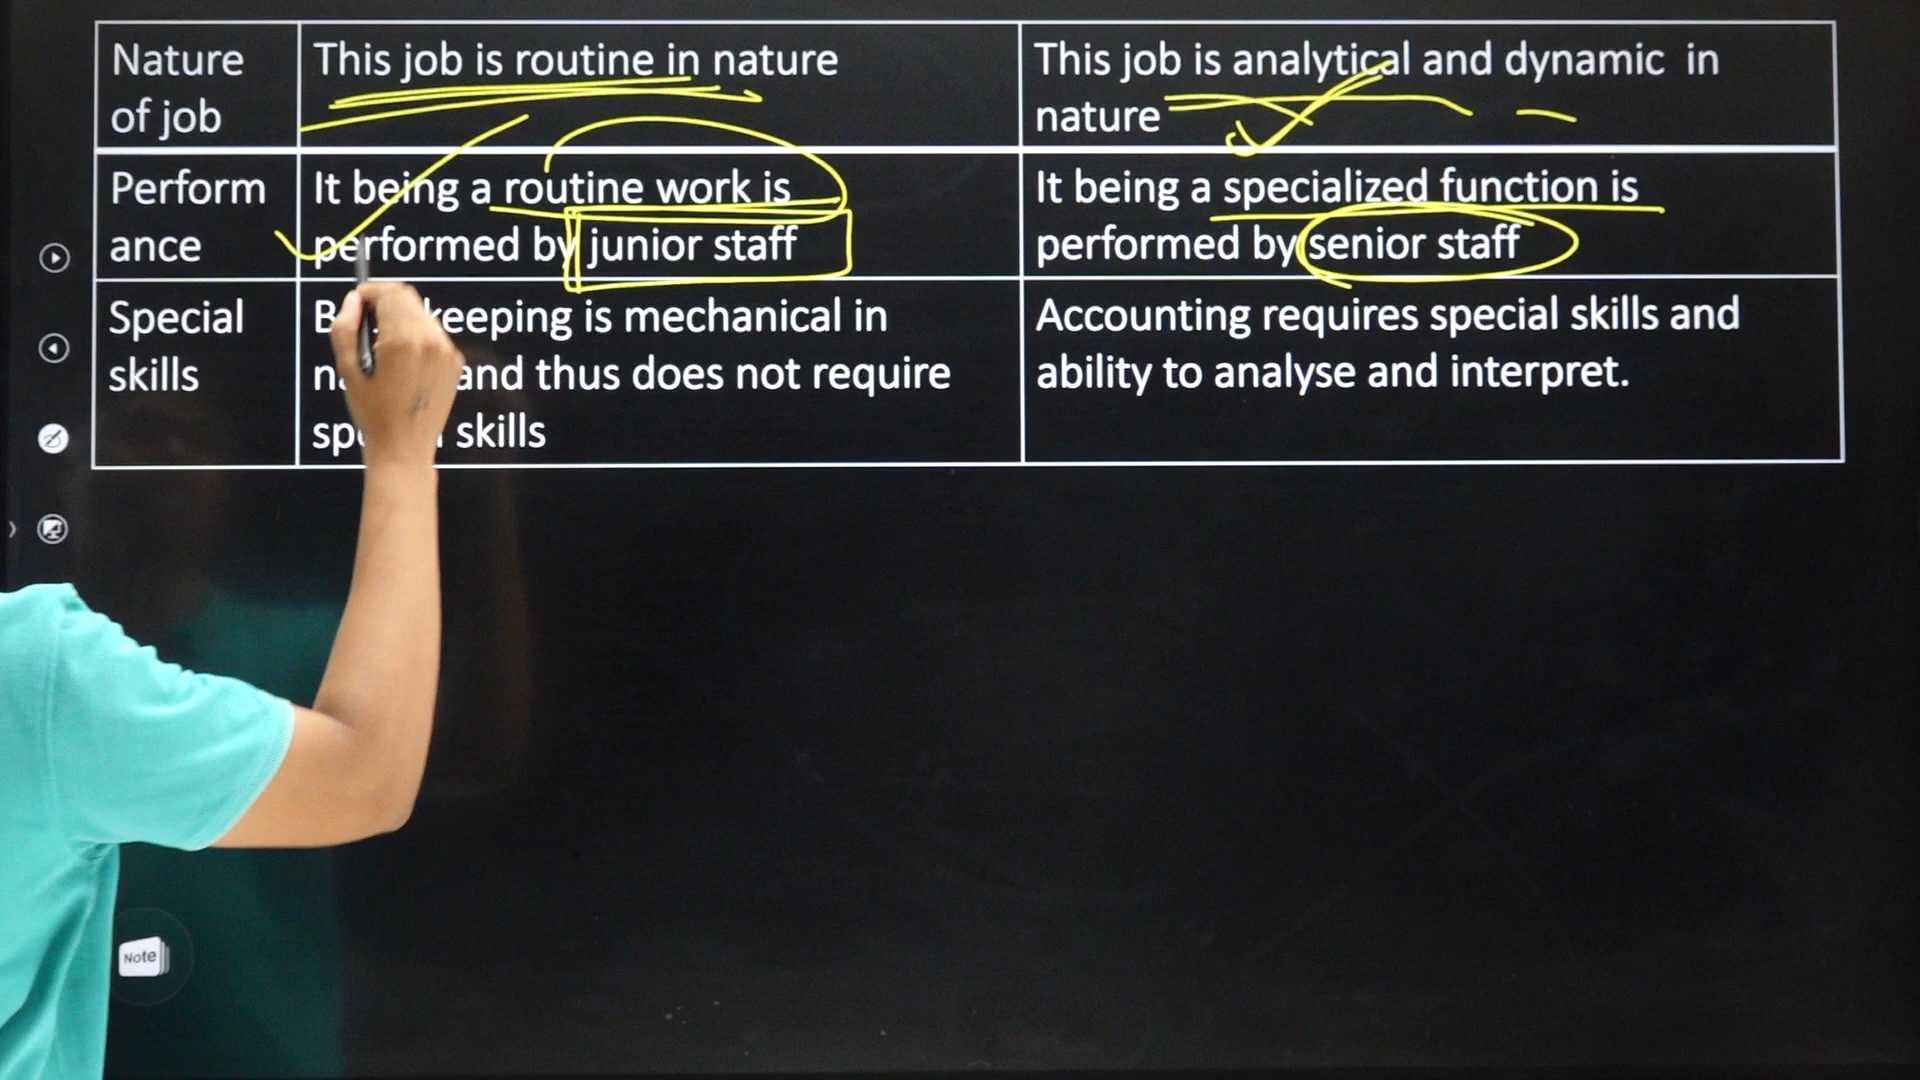 Nature
of job
This job is routine in nature
This job is analytical and dynamic in
nature
Perform
ance
It being a routine work is
performed by junior staff
It being a specialized function is
performed by senior staff
Special
skills
keeping is mechanical in
and thus does not require
skills
Accounting requires special skills and
ability to analyse and interpret.
Note